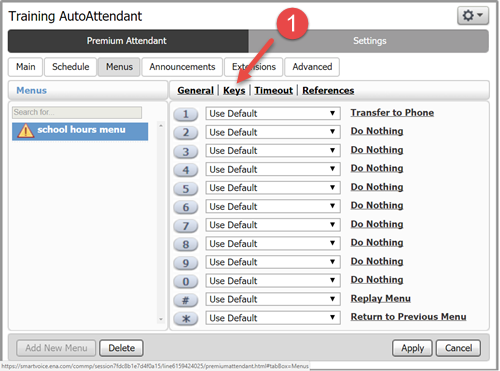 Training AutoAttendant
1
Premium Attendant Settings
Main Schedule Menus Announcements Extensions Advanced
Menus
General | Keys | Timeout | References
Search for...
school hours menu
1 Use Default Transfer to Phone
2 Use Default Do Nothing
3 Use Default Do Nothing
4 Use Default Do Nothing
5 Use Default Do Nothing
6 Use Default Do Nothing
7 Use Default Do Nothing
8 Use Default Do Nothing
9 Use Default Do Nothing
0 Use Default Do Nothing
# Use Default Replay Menu
* Use Default Return to Previous Menu
Add New Menu Delete Apply Cancel
https://smartvoice.ena.com/commp/session7fdc8b1e7d4f0a15/line6159424025/premiumattendant.html#tabBox=Menus